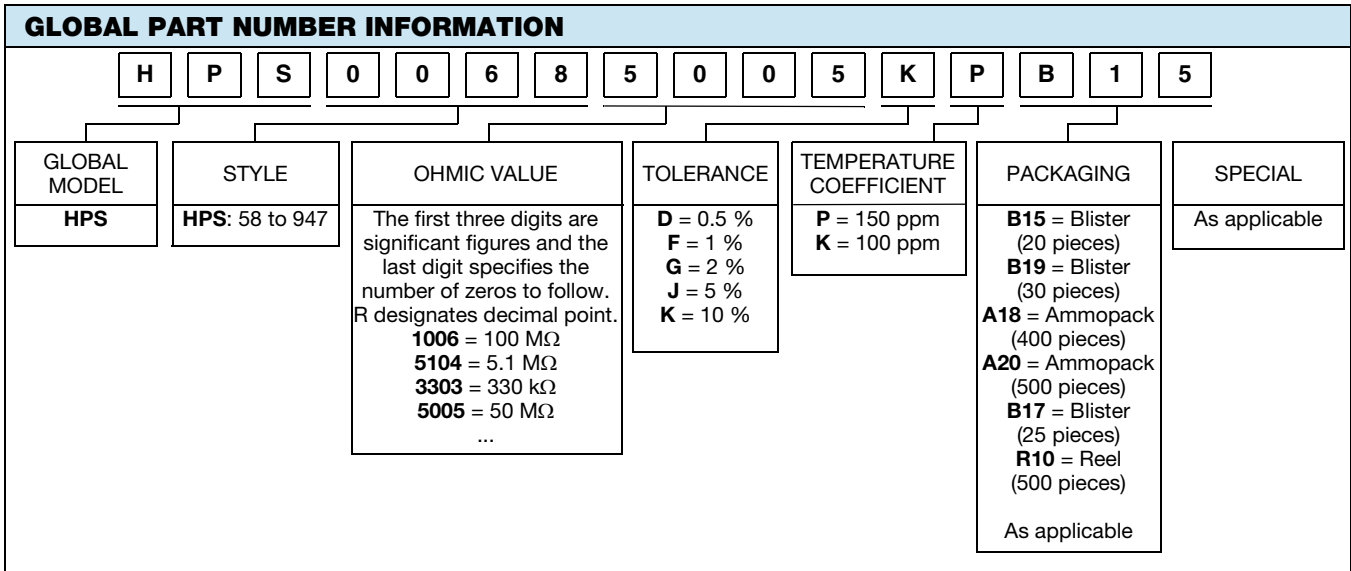 GLOBAL PART NUMBER INFORMATION
H P S 0 0 6 8 5 0 0 5 K P B 1 5
GLOBAL
MODEL
HPS
STYLE
HPS: 58 to 947
OHMIC VALUE
The first three digits are
significant figures and the
last digit specifies the
number of zeros to follow.
R designates decimal point.
1006 = 100 MΩ
5104 = 5.1 MΩ
3303 = 330 kΩ
5005 = 50 MΩ
...
TOLERANCE
D = 0.5 %
F = 1 %
G = 2 %
J = 5 %
K = 10 %
TEMPERATURE
COEFFICIENT
P = 150 ppm
K = 100 ppm
PACKAGING
B15 = Blister
(20 pieces)
B19 = Blister
(30 pieces)
A18 = Ammopack
(400 pieces)
A20 = Ammopack
(500 pieces)
B17 = Blister
(25 pieces)
R10 = Reel
(500 pieces)
As applicable
SPECIAL
As applicable